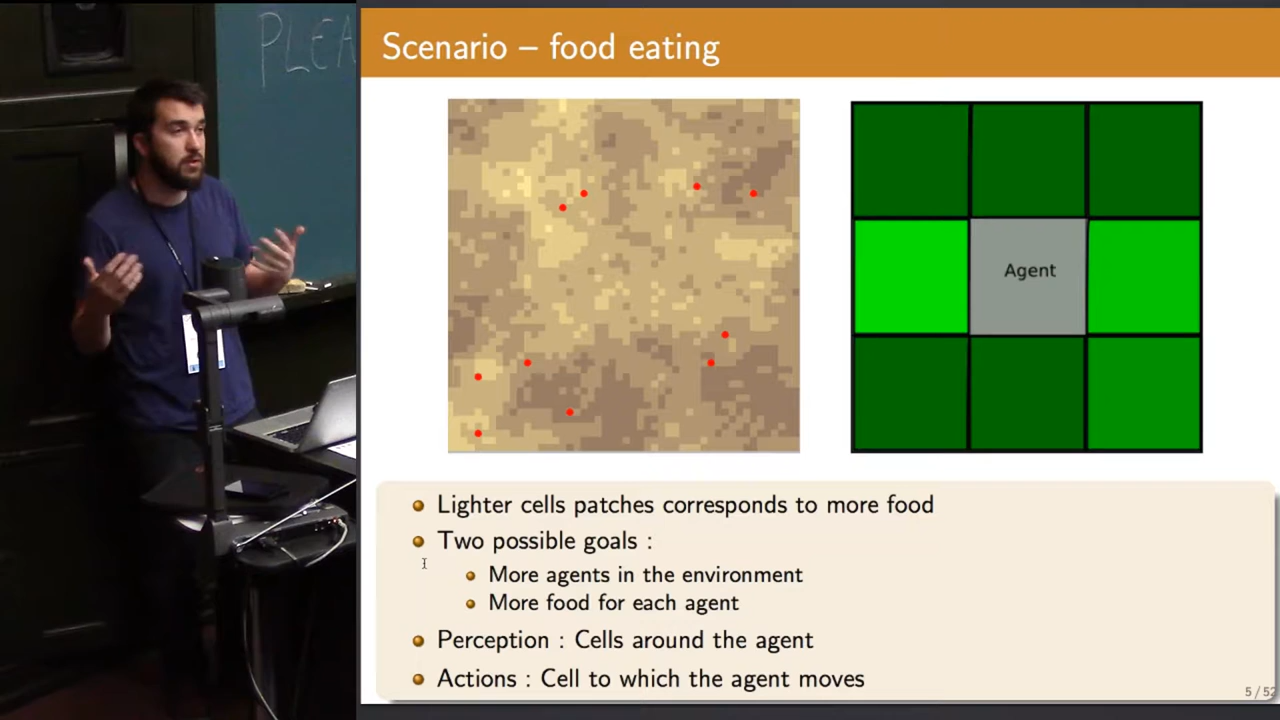 PLEA
Scenario – food eating
Agent
Lighter cells patches corresponds to more food
Two possible goals :
More agents in the environment
More food for each agent
Perception : Cells around the agent
Actions : Cell to which the agent moves
5 / 52